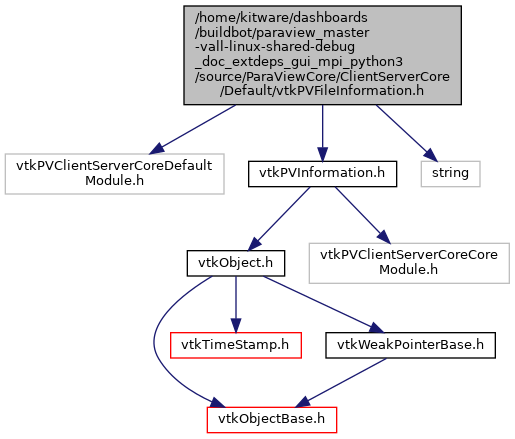 /home/kitware/dashboards
/buildbot/paraview_master
-vall-linux-shared-debug
_doc_extdeps_gui_mpi_python3
/source/ParaViewCore/ClientServerCore
/Default/vtkPVFileInformation.h
vtkPVClientServerCoreDefault
Module.h
vtkPVInformation.h
string
vtkObject.h
vtkPVClientServerCoreCore
Module.h
vtkTimeStamp.h
vtkWeakPointerBase.h
vtkObjectBase.h